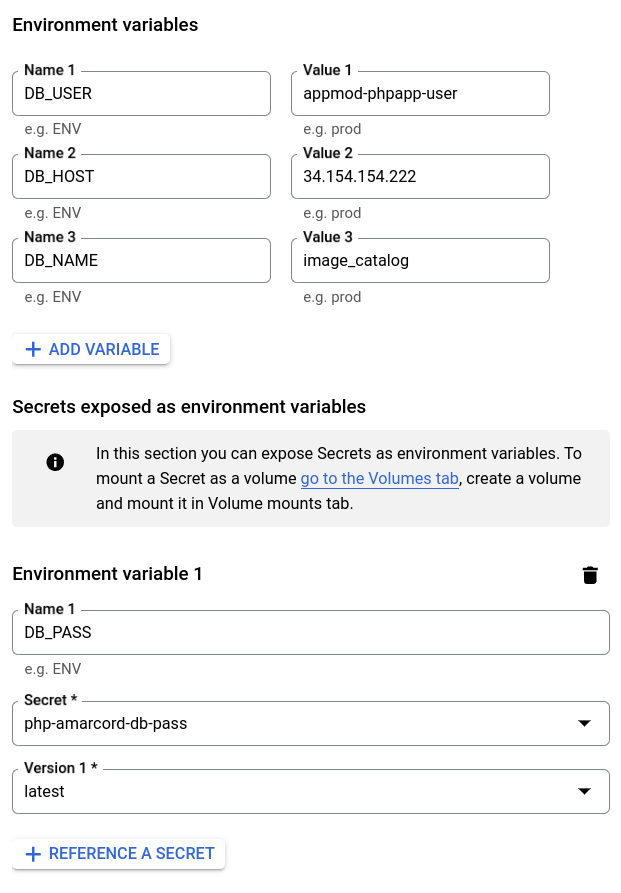 Environment variables
Name 1
Value 1
DB_USER
appmod-phpapp-user
e.g. ENV
e.g. prod
Name 2
Value 2
DB_HOST
34.154.154.222
e.g. ENV
e.g. prod
Name 3
Value 3
DB_NAME
image_catalog
e.g. ENV
e.g. prod
ADD VARIABLE
Secrets exposed as environment variables
In this section you can expose Secrets as environment variables. To
mount a Secret as a volume go to the Volumes tab, create a volume
and mount it in Volume mounts tab.
Environment variable 1
Name 1
DB_PASS
e.g. ENV
Secret *
php-amarcord-db-pass
Version 1 *
latest
REFERENCE A SECRET